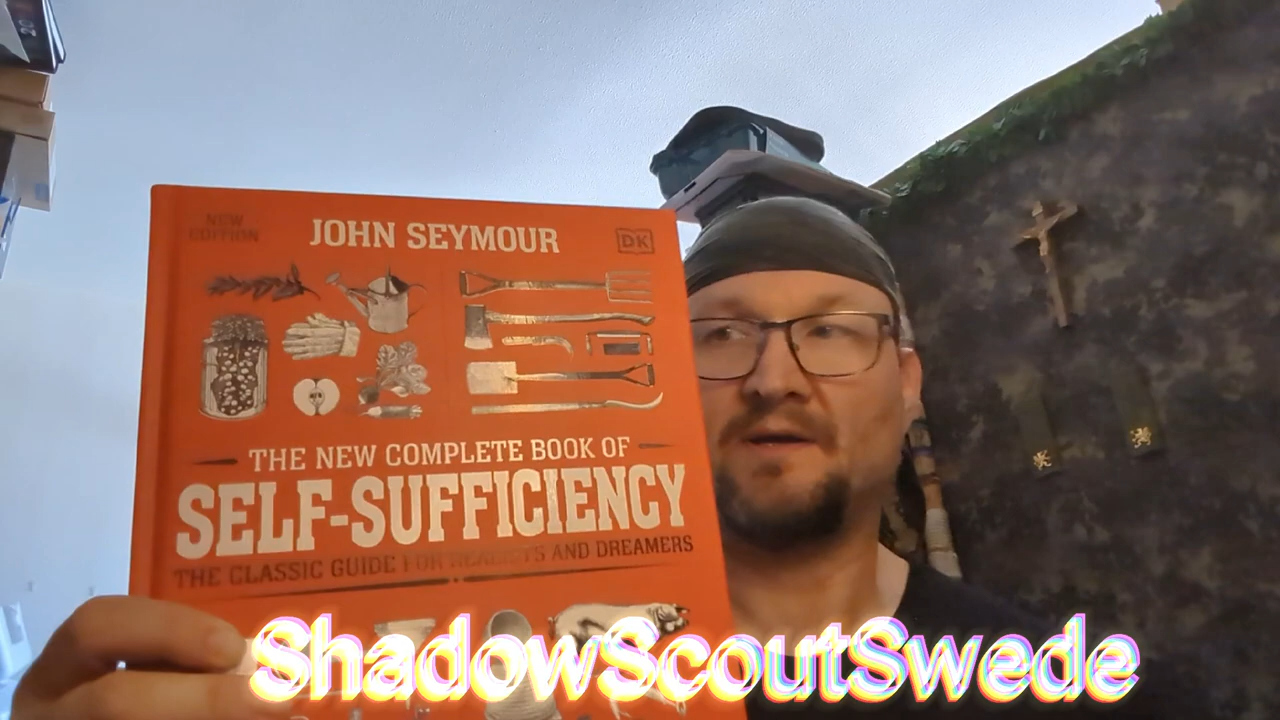 NEW
EDITION
JOHN SEYMOUR
DK
THE NEW COMPLETE BOOK OF
SELF-SUFFICIENCY
THE CLASSIC GUIDE FOR REALISTS AND DREAMERS
ShadowScoutSwede